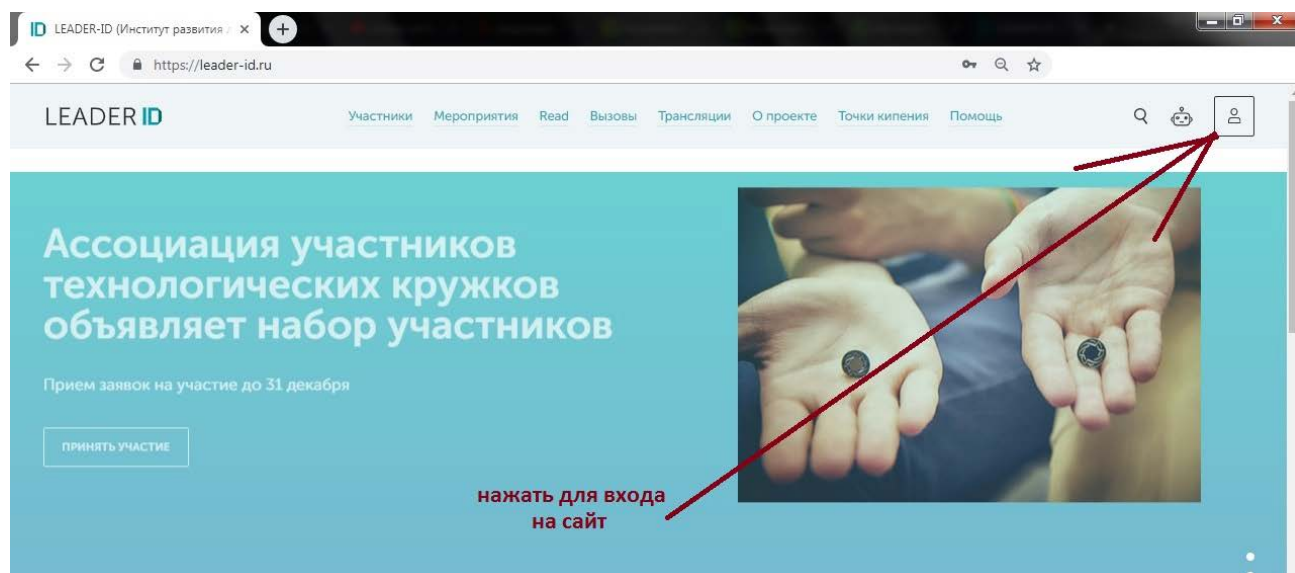 LEADER-ID (Институт развития
https://leader-id.ru
LEADER ID
Участники Мероприятия Read Вызовы Трансляции О проекте Точки кипения Помощь
Ассоциация участников
технологических кружков
объявляет набор участников
Прием заявок на участие до 31 декабря
ПРИНЯТЬ УЧАСТИЕ
нажать для входа
на сайт